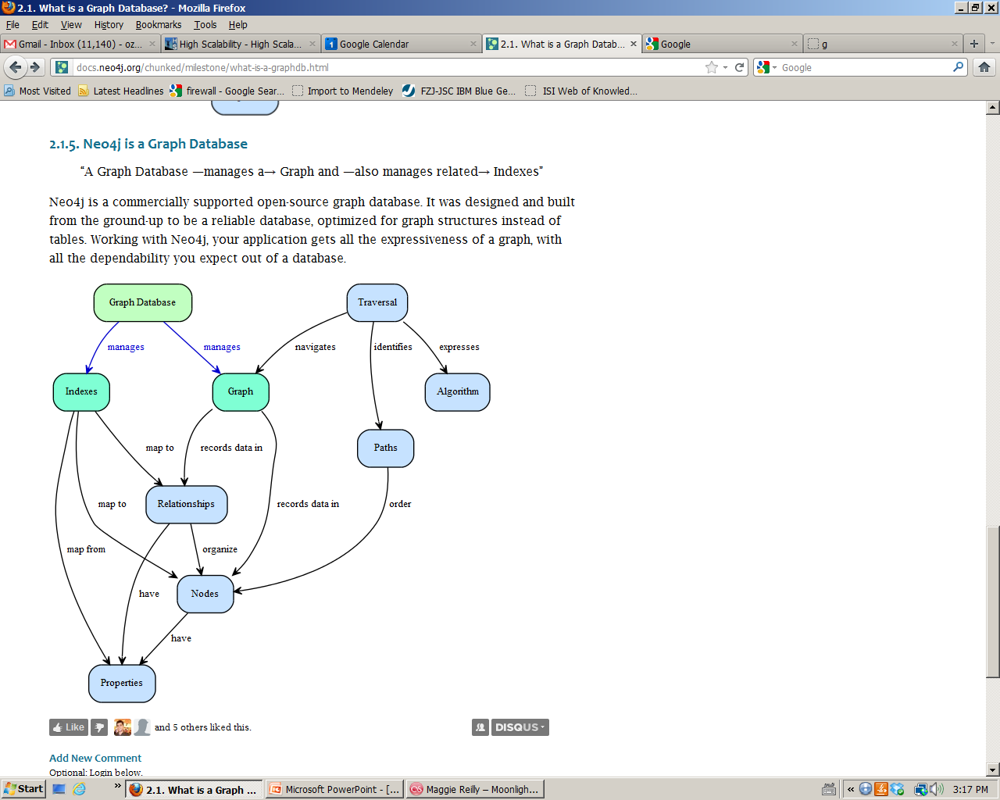 2.1. What is a Graph Database? - Mozilla Firefox
File Edit View History Bookmarks Tools Help
Gmail - Inbox (11,140) - oz... High Scalability - High Scala... 1 Google Calendar 2.1. What is a Graph Datab... Google g
docs.neo4j.org/chunked/milestone/what-is-a-graphdb.html Google
Most Visited Latest Headlines firewall - Google Sear... Import to Mendeley FZJ-JSC IBM Blue Ge... ISI Web of Knowled...
2.1.5. Neo4j is a Graph Database
“A Graph Database —manages a→ Graph and —also manages related→ Indexes”
Neo4j is a commercially supported open-source graph database. It was designed and built
from the ground-up to be a reliable database, optimized for graph structures instead of
tables. Working with Neo4j, your application gets all the expressiveness of a graph, with
all the dependability you expect out of a database.
Graph Database Traversal
manages manages navigates identifies expresses
Indexes Graph Algorithm
map to records data in Paths
map to Relationships records data in order
map from organize
have Nodes
have
Properties
Like and 5 others liked this. DISQUS
Add New Comment
Optional: Login below.
Start » 2.1. What is a Graph ... Microsoft PowerPoint - [... Maggie Reilly – Moonligh... « 3:17 PM